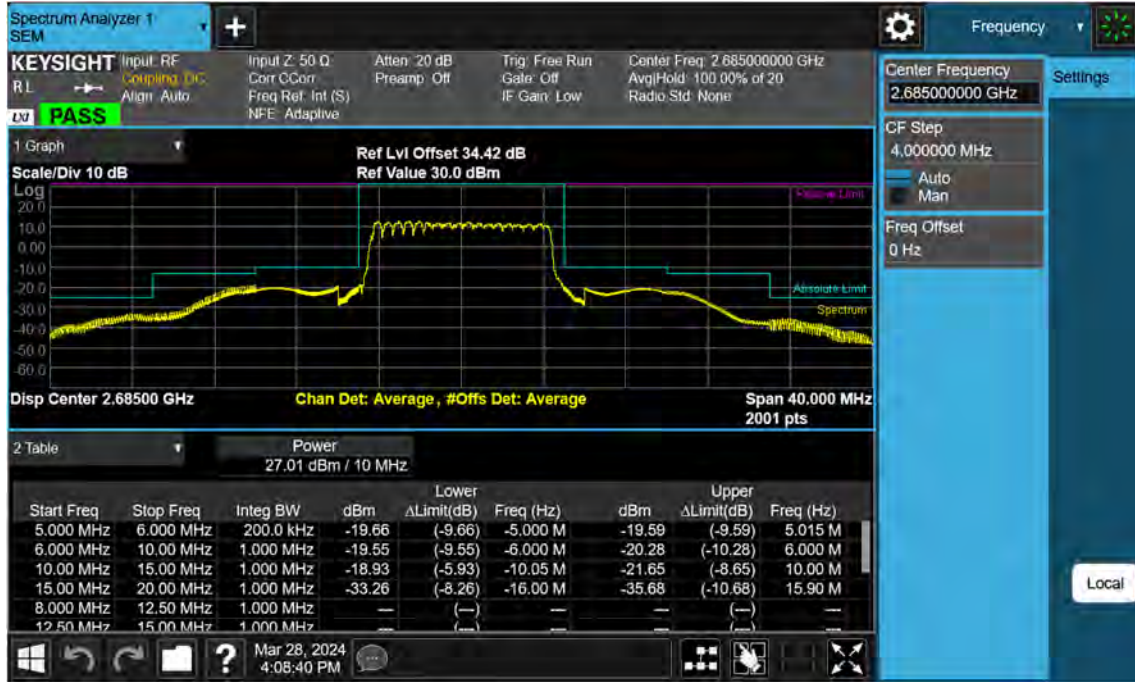 Spectrum Analyzer 1
SEM
+
Frequency
KEYSIGHT
RL
LXI PASS
Input: RF
Coupling: DC
Align: Auto
Input Z: 50 Ω
Corr CCorr
Freq Ref: Int (S)
NFE: Adaptive
Atten: 20 dB
Preamp: Off
Trig: Free Run
Gate: Off
IF Gain: Low
Center Freq: 2.685000000 GHz
Avg|Hold: 100.00% of 20
Radio Std: None
Center Frequency
2.685000000 GHz
Settings
CF Step
4.000000 MHz
Auto
Man
Freq Offset
0 Hz
Local
1 Graph
Scale/Div 10 dB
Ref Lvl Offset 34.42 dB
Ref Value 30.0 dBm
Log
20.0
10.0
0.00
-10.0
-20.0
-30.0
-40.0
-50.0
-60.0
Relative Limit
Absolute Limit
Spectrum
Disp Center 2.68500 GHz
Chan Det: Average , #Offs Det: Average
Span 40.000 MHz
2001 pts
2 Table
Power
27.01 dBm / 10 MHz
Lower Upper
Start Freq Stop Freq Integ BW dBm ΔLimit(dB) Freq (Hz) dBm ΔLimit(dB) Freq (Hz)
5.000 MHz 6.000 MHz 200.0 kHz -19.66 (-9.66) -5.000 M -19.59 (-9.59) 5.015 M
6.000 MHz 10.00 MHz 1.000 MHz -19.55 (-9.55) -6.000 M -20.28 (-10.28) 6.000 M
10.00 MHz 15.00 MHz 1.000 MHz -18.93 (-5.93) -10.05 M -21.65 (-8.65) 10.00 M
15.00 MHz 20.00 MHz 1.000 MHz -33.26 (-8.26) -16.00 M -35.68 (-10.68) 15.90 M
8.000 MHz 12.50 MHz 1.000 MHz --- (---) --- --- (---) ---
12.50 MHz 15.00 MHz 1.000 MHz --- (---) --- --- (---) ---
?
Mar 28, 2024
4:08:40 PM